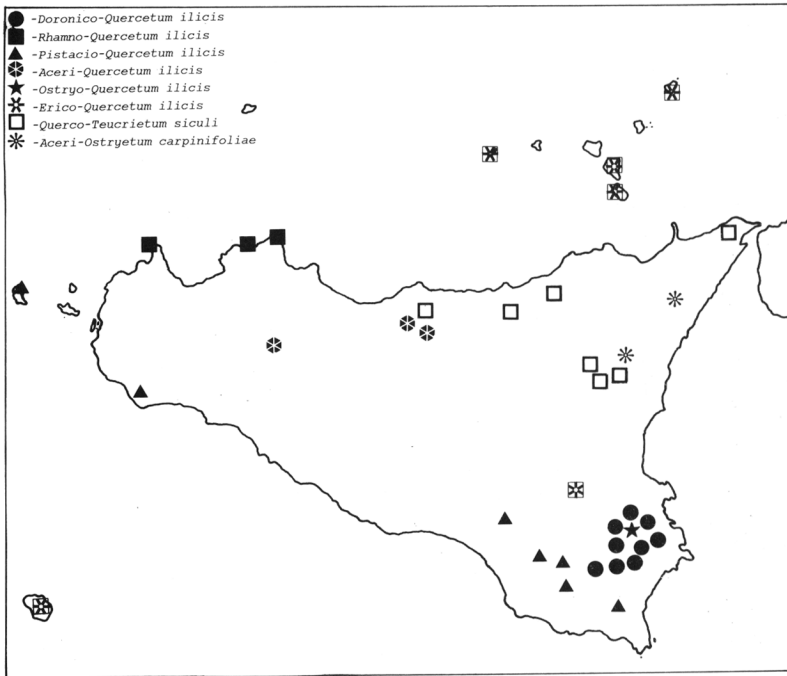 -Doronico-Quercetum ilicis
-Rhamno-Quercetum ilicis
-Pistacio-Quercetum ilicis
-Aceri-Quercetum ilicis
-Ostryo-Quercetum ilicis
-Erico-Quercetum ilicis
-Querco-Teucrietum siculi
-Aceri-Ostryetum carpinifoliae